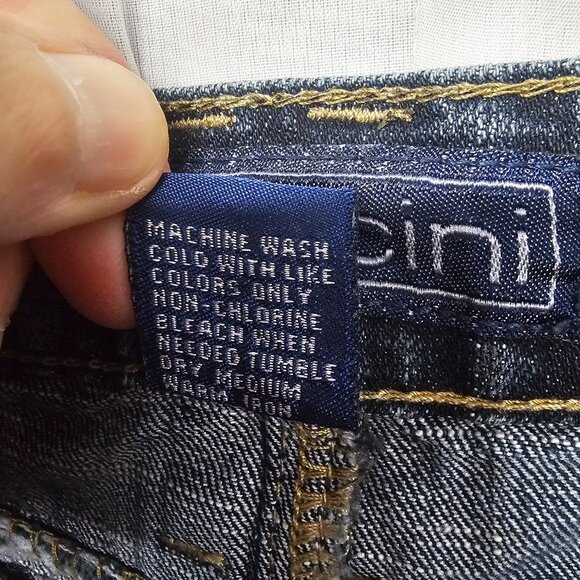 MACHINE WASH
COLD WITH LIKE
COLORS ONLY
NON-CHLORINE
BLEACH WHEN
NEEDED TUMBLE
DRY MEDIUM
WARM IRON
cini